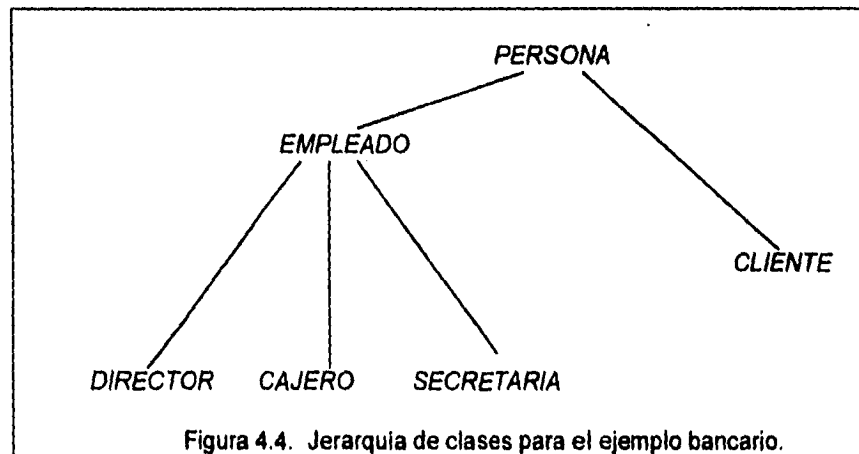 PERSONA
EMPLEADO
CLIENTE
DIRECTOR CAJERO SECRETARIA
Figura 4.4. Jerarquia de clases para el ejemplo bancario.